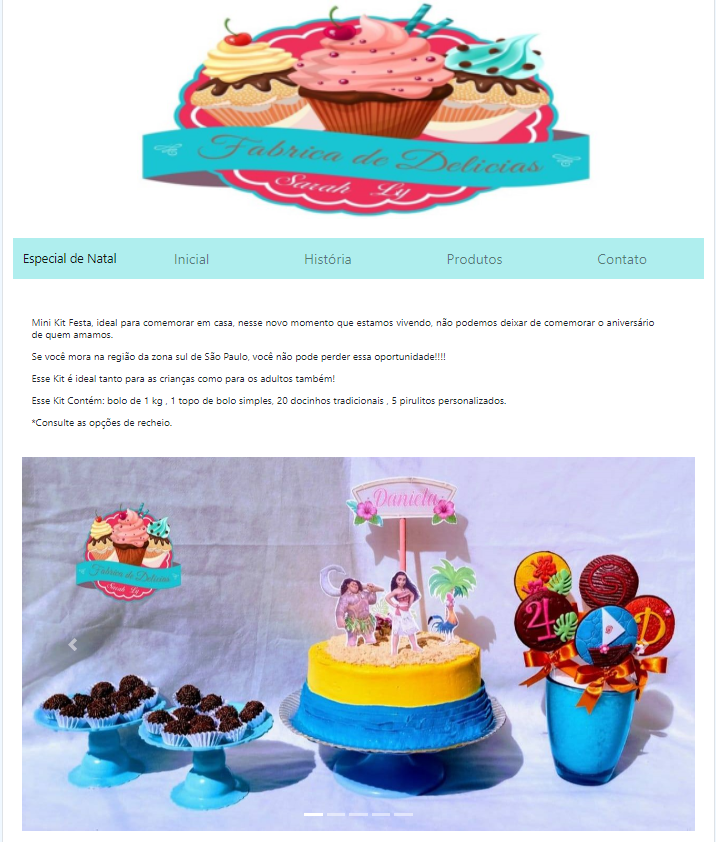 Fabrica de Delicias
Sarah Ly
Especial de Natal Inicial História Produtos Contato
Mini Kit Festa, ideal para comemorar em casa, nesse novo momento que estamos vivendo, não podemos deixar de comemorar o aniversário
de quem amamos.
Se você mora na região da zona sul de São Paulo, você não pode perder essa oportunidade!!!!
Esse Kit é ideal tanto para as crianças como para os adultos também!
Esse Kit Contém: bolo de 1 kg , 1 topo de bolo simples, 20 docinhos tradicionais , 5 pirulitos personalizados.
*Consulte as opções de recheio.
Daniela
Fabrica de Delicias
Sarah Ly
4
D